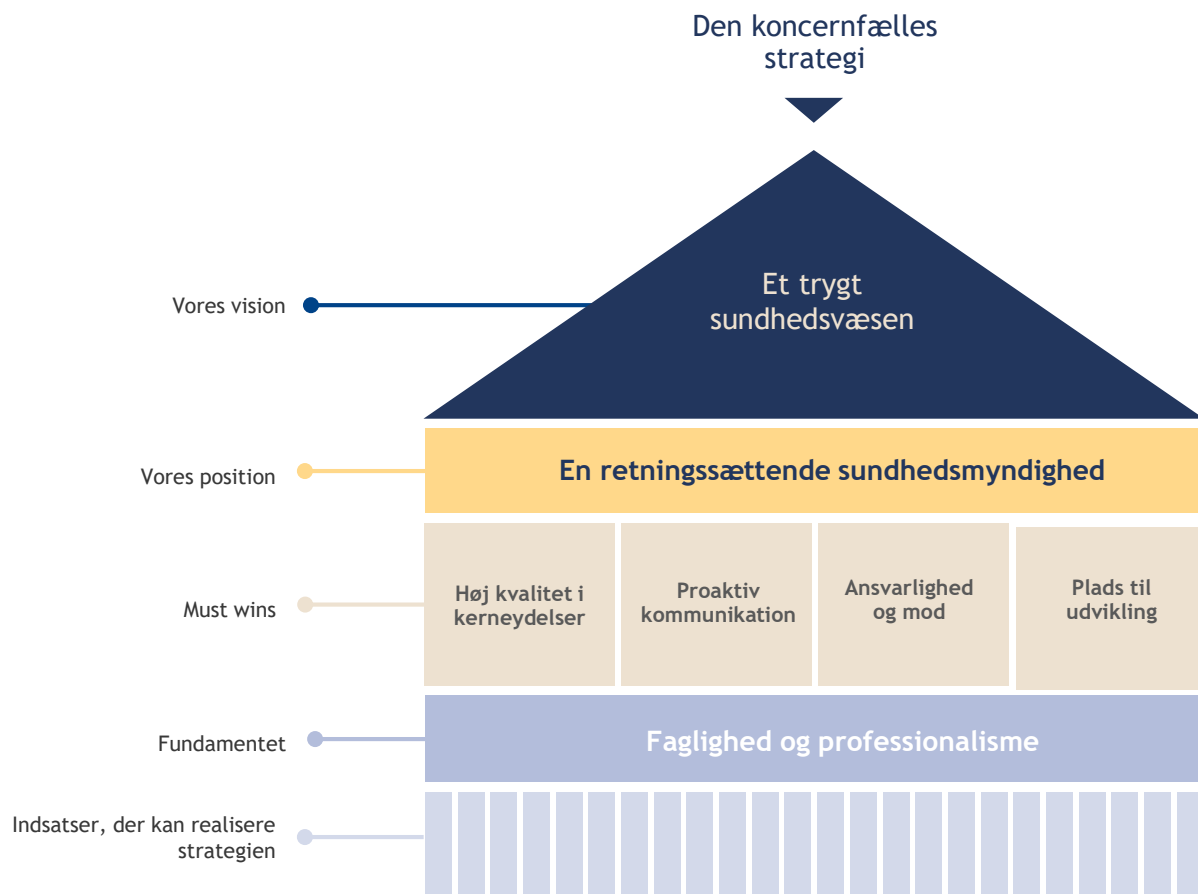 Den koncernfælles
strategi
Et trygt
sundhedsvæsen
Vores vision
En retningssættende sundhedsmyndighed
Vores position
Høj kvalitet i
kerneydelser
Proaktiv
kommunikation
Ansvarlighed
og mod
Plads til
udvikling
Must wins
Faglighed og professionalisme
Fundamentet
Indsatser, der kan realisere
strategien